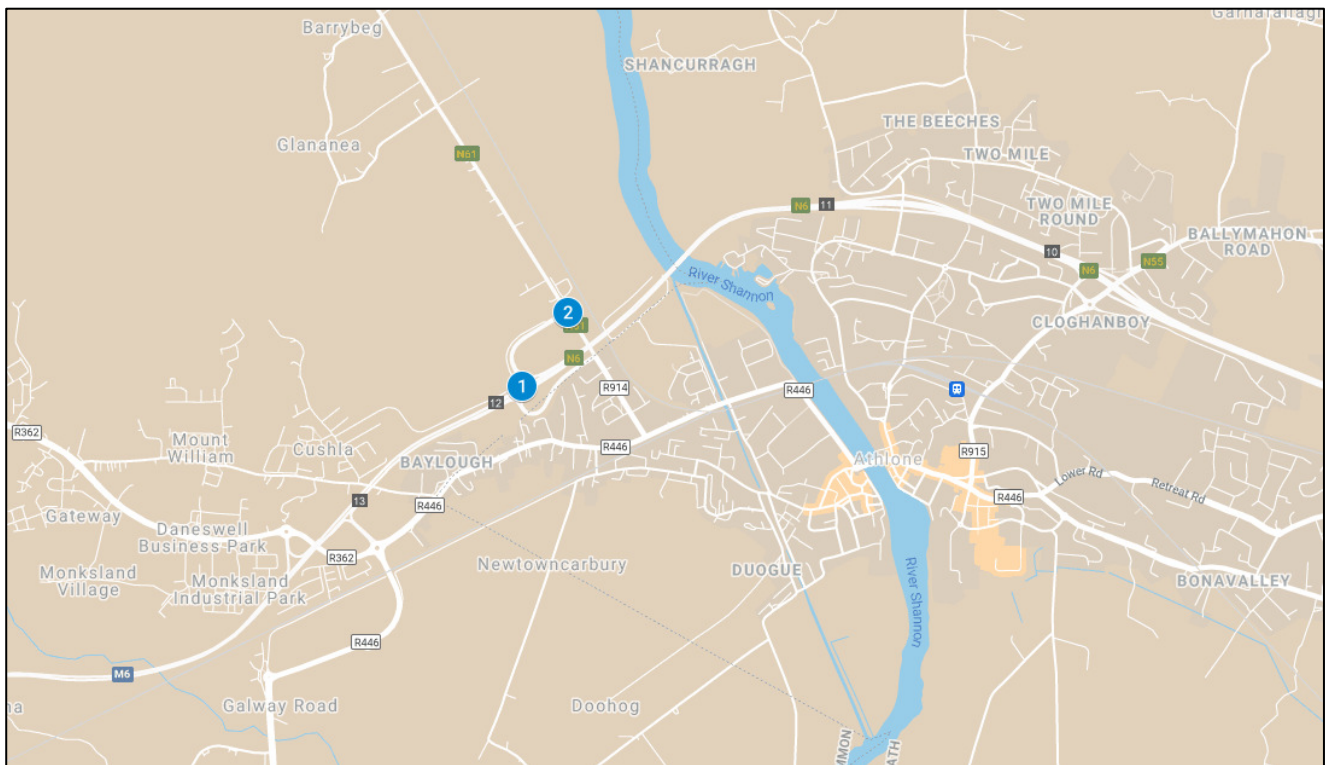 Barrybeg
SHANCURRAGH
THE BEECHES
Glananea
N61
TWO MILE
TWO MILE
ROUND
N6
11
BALLYMAHON
ROAD
10
N55
N6
River Shannon
2
CLOGHANBOY
N6
1
12
R914
R446
R362
Mount
William
Cushla
BAYLOUGH
R446
Athlone
R915
Lower Rd
R446
Retreat Rd
13
R446
Gateway
Daneswell
Business Park
R362
Newtowncarbury
DUOGUE
River Shannon
BONAVALLEY
Monksland
Village
Monksland
Industrial Park
R446
M6
Galway Road
Doohog